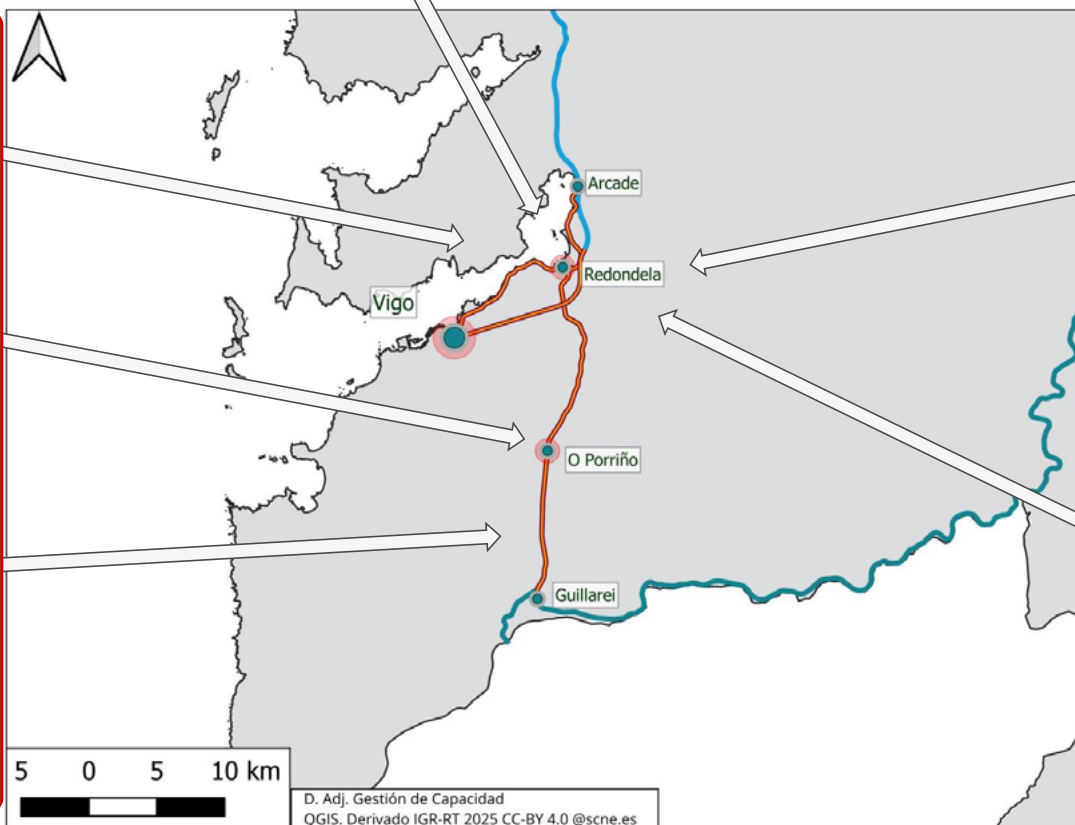 Arcade
Redondela
Vigo
O Porriño
Guillarei
5 0 5 10 km
D. Adj. Gestión de Capacidad
QGIS. Derivado IGR-RT 2025 CC-BY 4.0 @scne.es